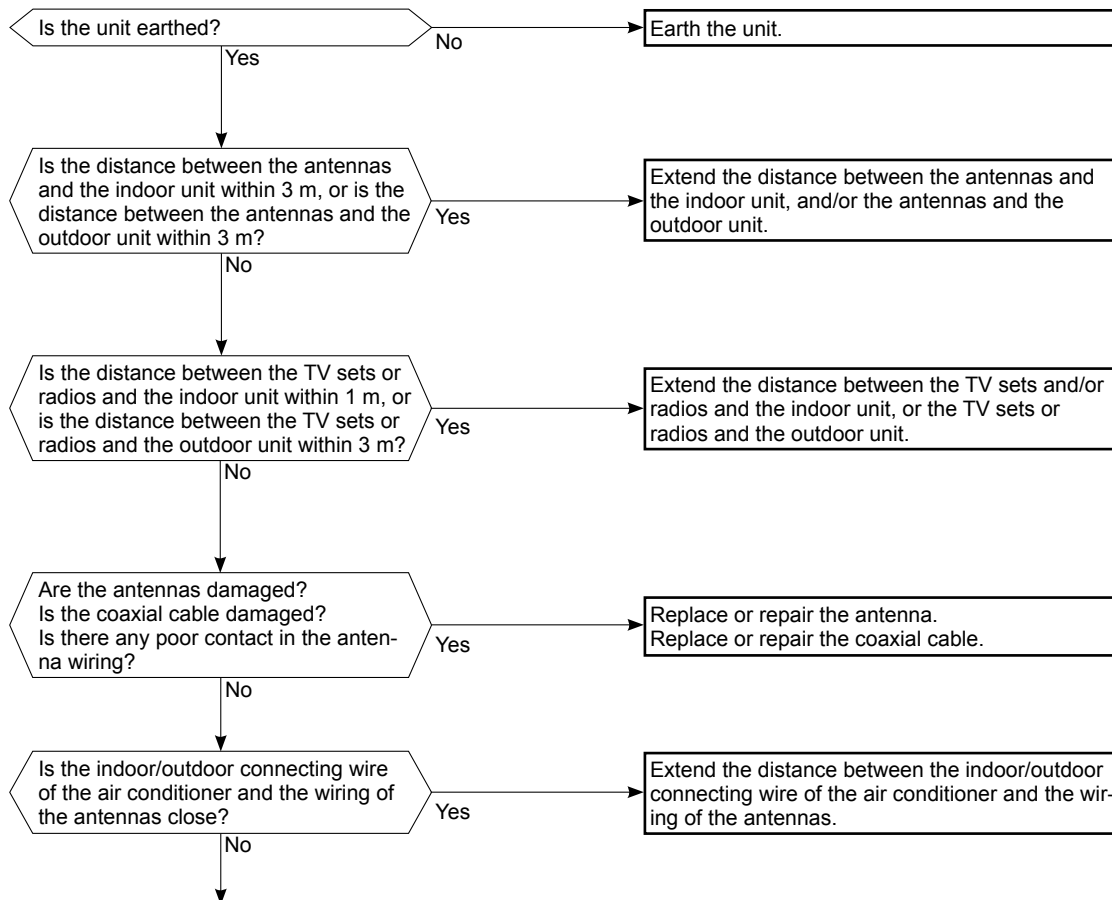 Is the unit earthed?
No
Earth the unit.
Yes
Is the distance between the antennas
and the indoor unit within 3 m, or is the
distance between the antennas and the
outdoor unit within 3 m?
Yes
Extend the distance between the antennas and
the indoor unit, and/or the antennas and the
outdoor unit.
No
Is the distance between the TV sets or
radios and the indoor unit within 1 m, or
is the distance between the TV sets or
radios and the outdoor unit within 3 m?
Yes
Extend the distance between the TV sets and/or
radios and the indoor unit, or the TV sets or
radios and the outdoor unit.
No
Are the antennas damaged?
Is the coaxial cable damaged?
Is there any poor contact in the anten-
na wiring?
Yes
Replace or repair the antenna.
Replace or repair the coaxial cable.
No
Is the indoor/outdoor connecting wire
of the air conditioner and the wiring of
the antennas close?
Yes
Extend the distance between the indoor/outdoor
connecting wire of the air conditioner and the wir-
ing of the antennas.
No